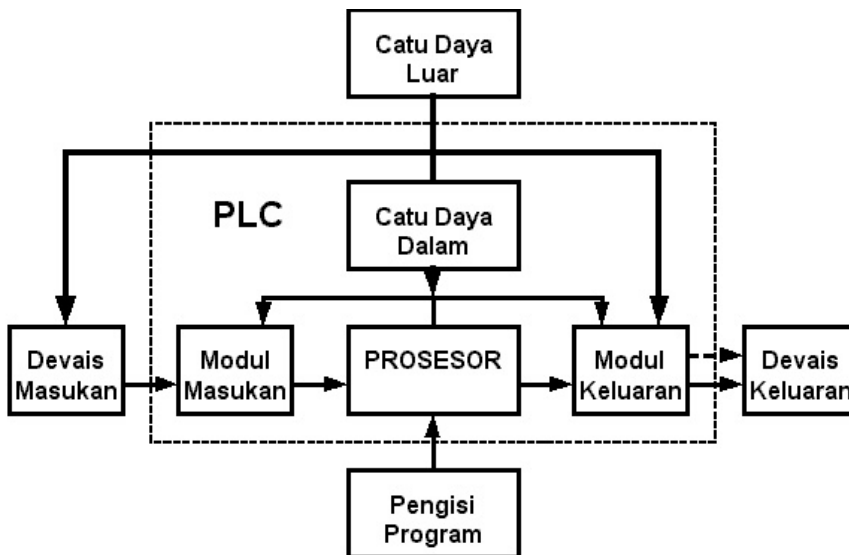 Catu Daya
Luar
PLC
Catu Daya
Dalam
Devais
Masukan
Modul
Masukan
PROSESOR
Modul
Keluaran
Devais
Keluaran
Pengisi
Program